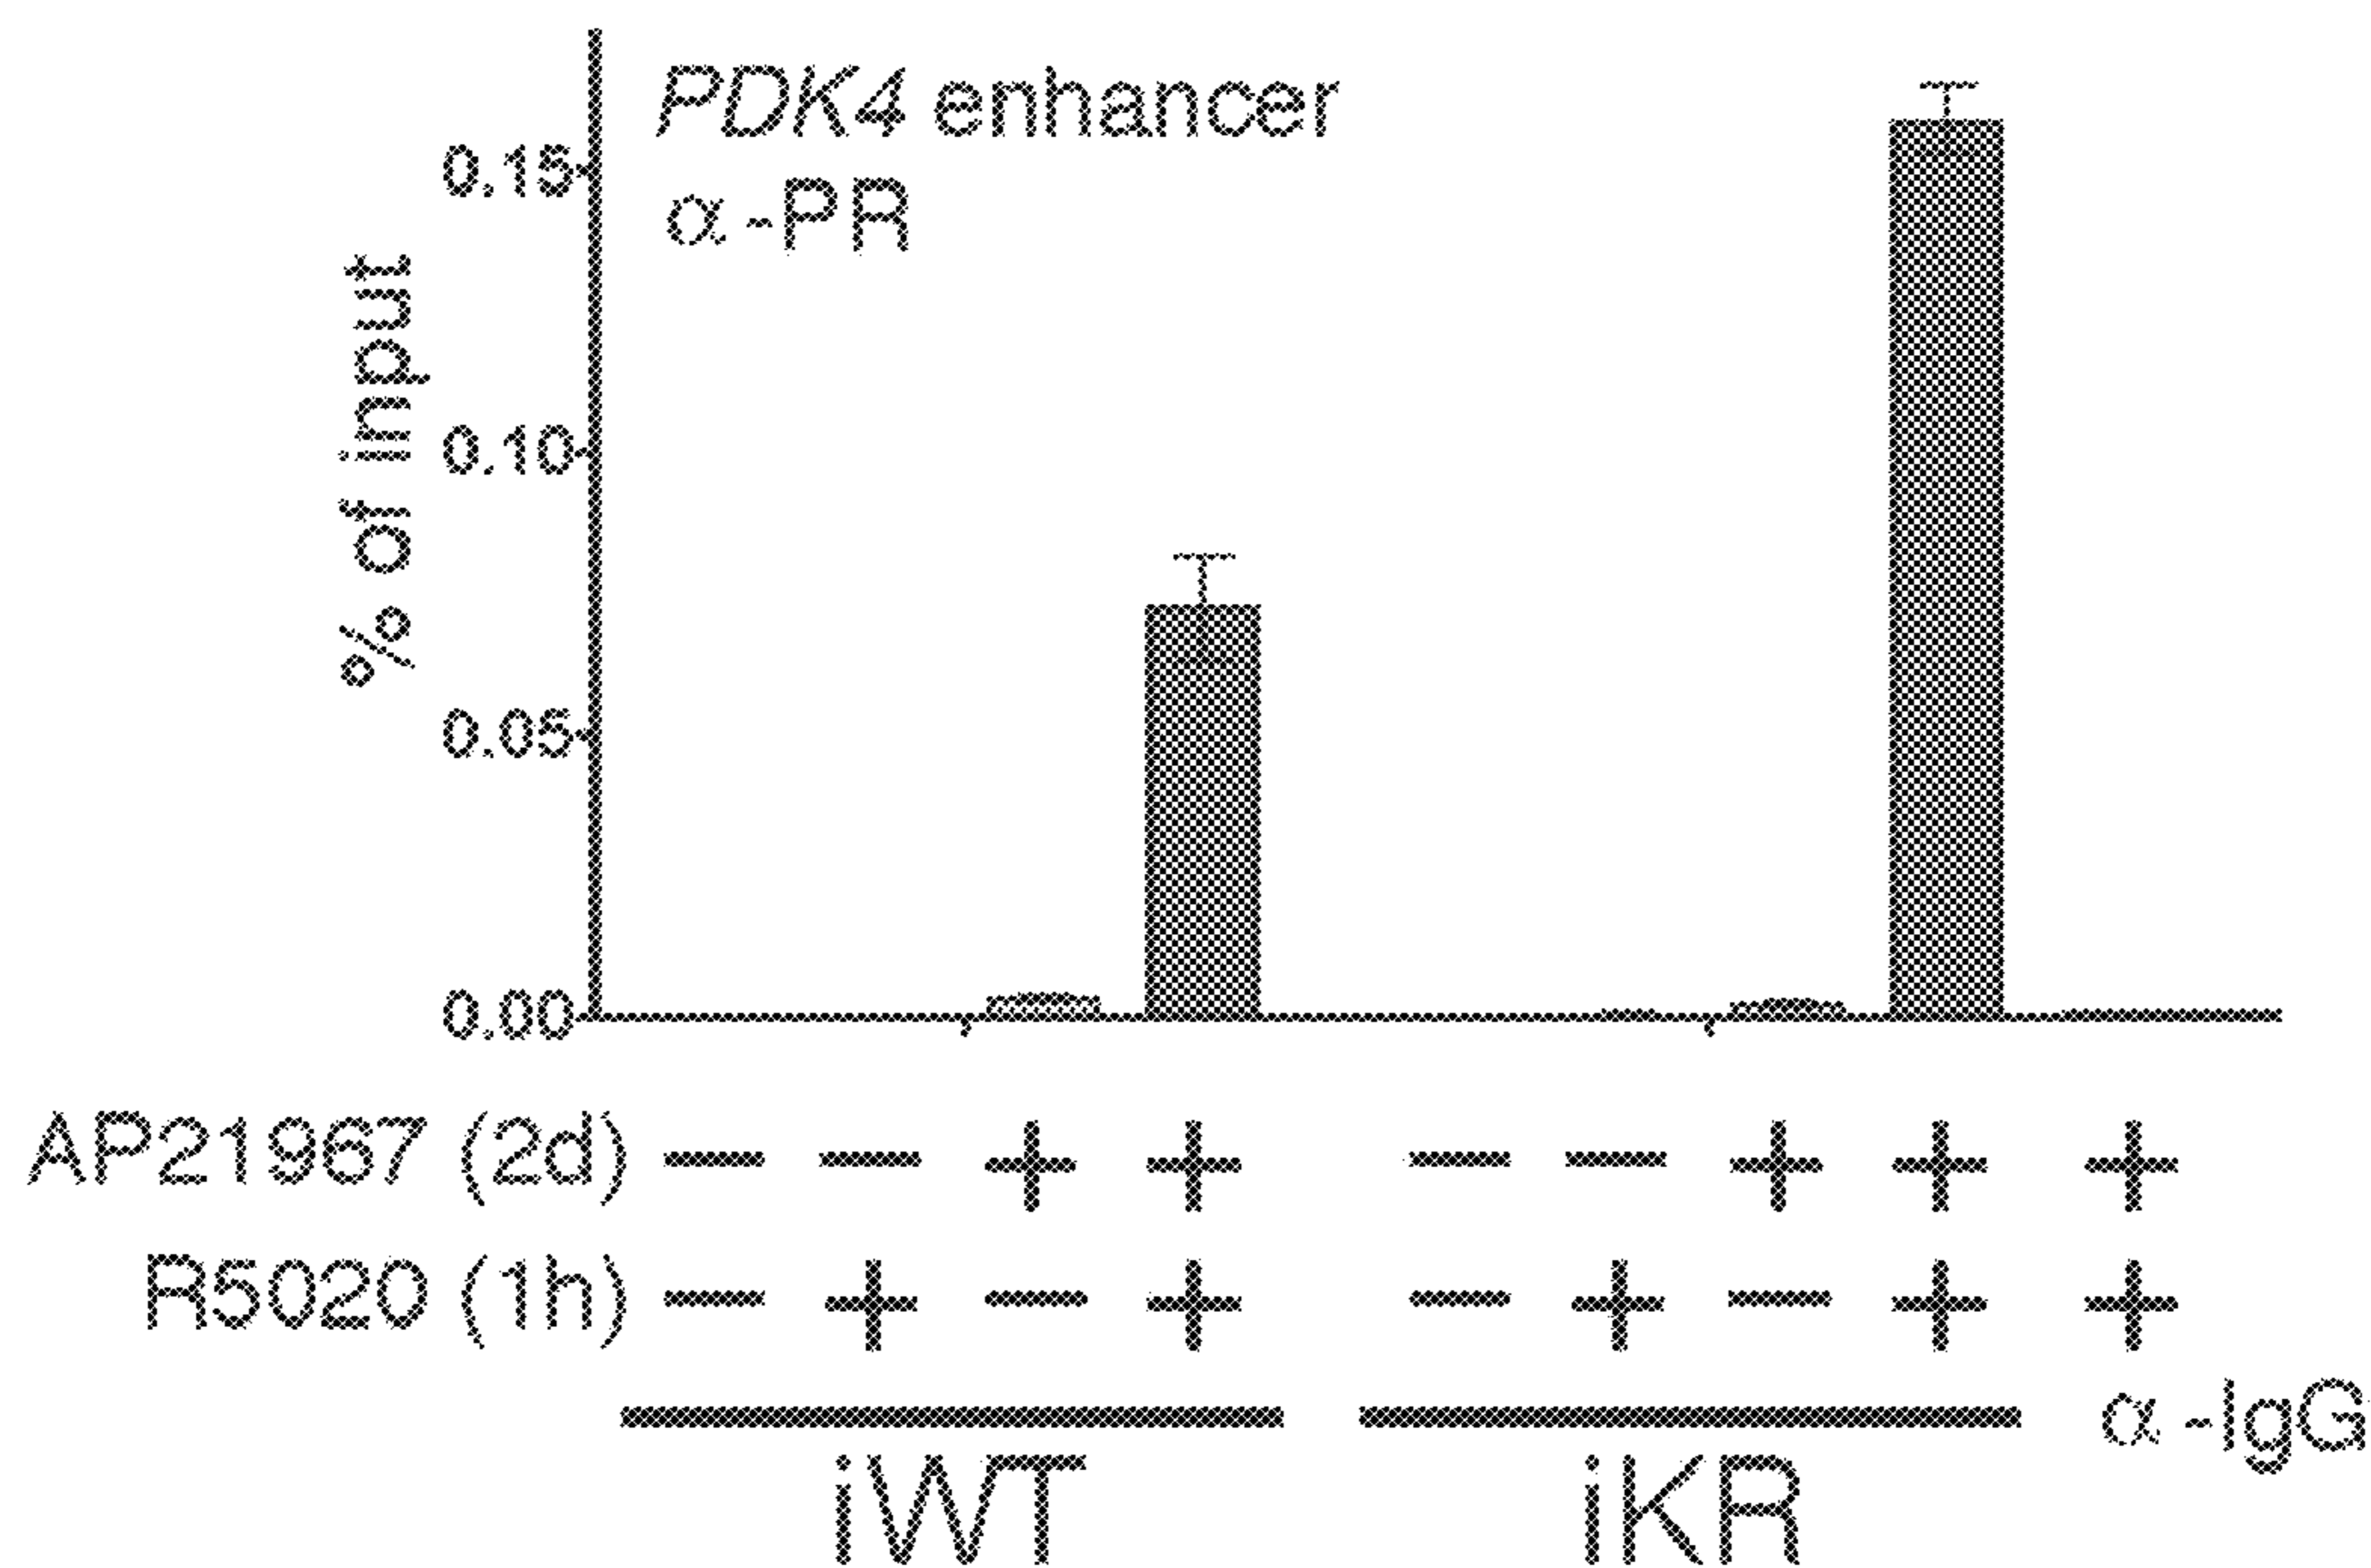 PDK4 enhancer
α-PR
% of input
0.15
0.10
0.05
0.00
AP21967 (2d) — — + + — — + + +
R5020 (1h) — + — + — + — + +
iWT iKR α-IgG